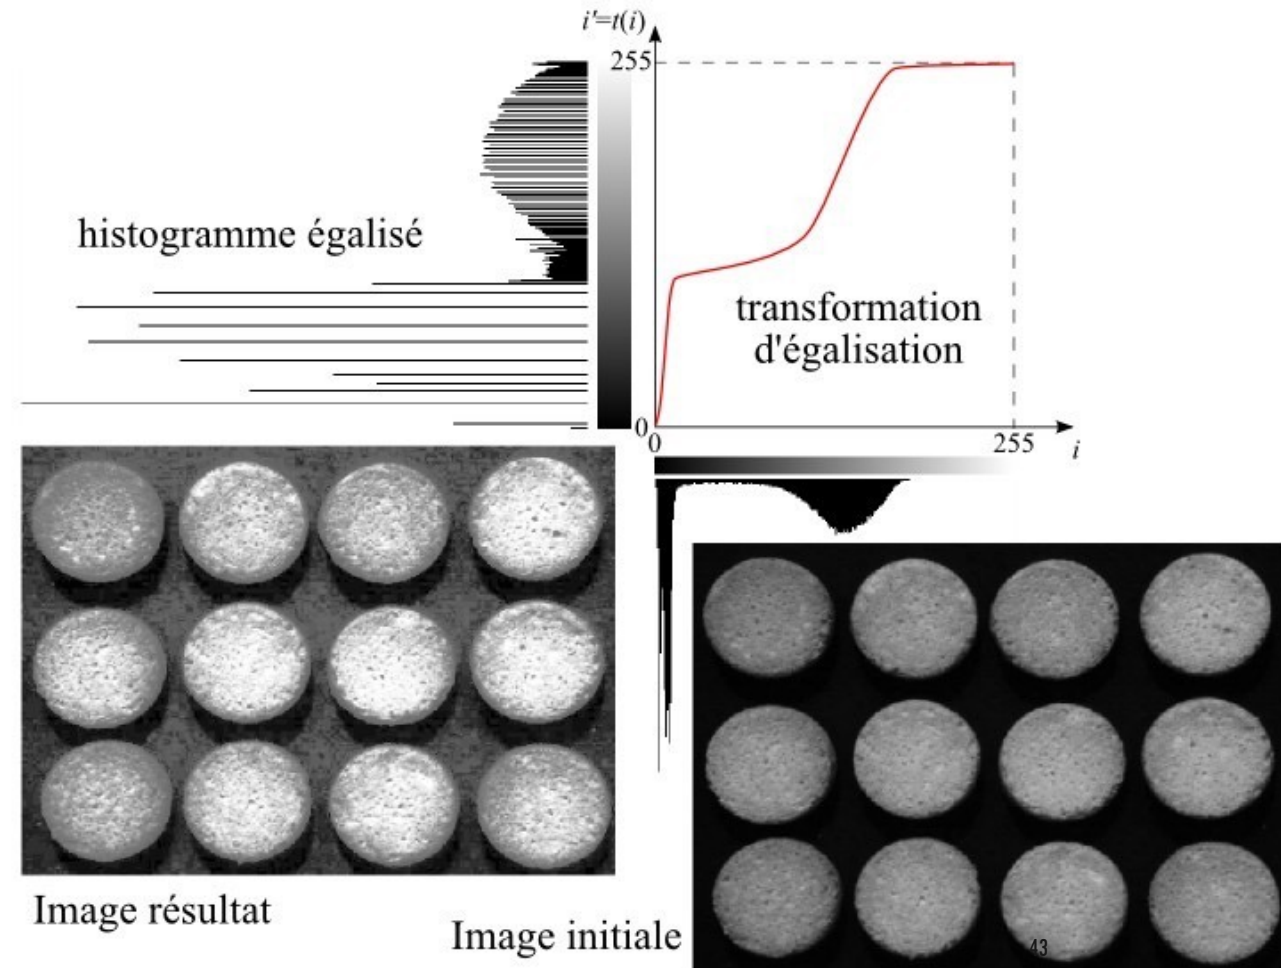 i'=t(i)
255
histogramme égalisé
transformation
d'égalisation
0
0
255
i
Image résultat
Image initiale
43